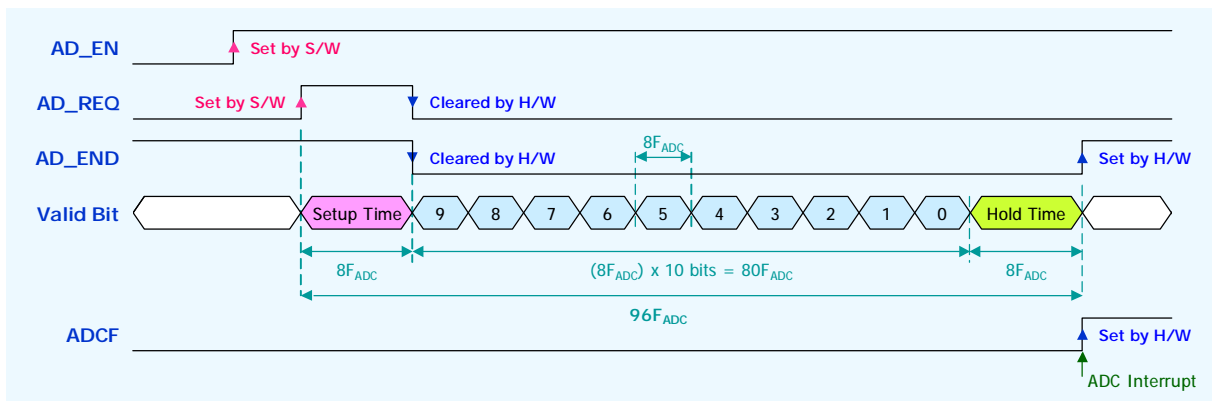 AD_EN
Set by S/W
AD_REQ
Set by S/W
Cleared by H/W
AD_END
Cleared by H/W
8FADC
Set by H/W
Valid Bit
Setup Time
9
8
7
6
5
4
3
2
1
0
Hold Time
8FADC
(8FADC) x 10 bits = 80FADC
8FADC
96FADC
ADCF
Set by H/W
ADC Interrupt